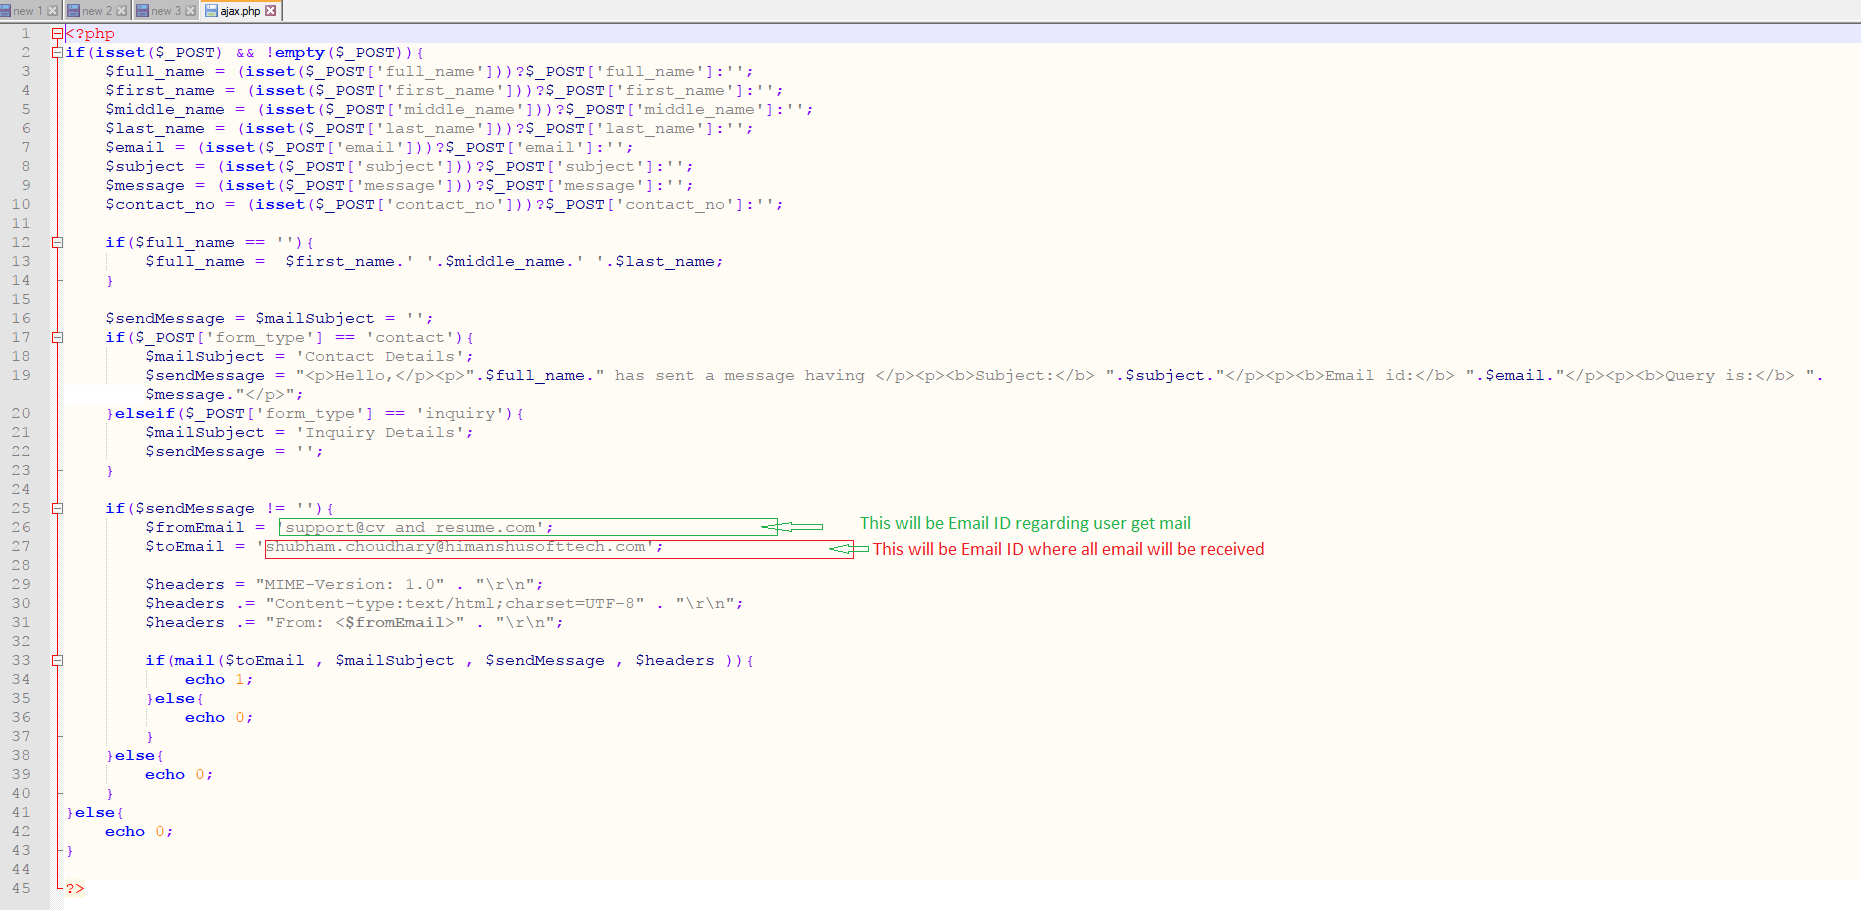 new 1 new 2 new 3 ajax.php
1 <?php
2 if(isset($_POST) && !empty($_POST)){
3 $full_name = (isset($_POST['full_name']))?$_POST['full_name']:'';
4 $first_name = (isset($_POST['first_name']))?$_POST['first_name']:'';
5 $middle_name = (isset($_POST['middle_name']))?$_POST['middle_name']:'';
6 $last_name = (isset($_POST['last_name']))?$_POST['last_name']:'';
7 $email = (isset($_POST['email']))?$_POST['email']:'';
8 $subject = (isset($_POST['subject']))?$_POST['subject']:'';
9 $message = (isset($_POST['message']))?$_POST['message']:'';
10 $contact_no = (isset($_POST['contact_no']))?$_POST['contact_no']:'';
11
12 if($full_name == ''){
13 $full_name =  $first_name.' '.$middle_name.' '.$last_name;
14 }
15
16 $sendMessage = $mailSubject = '';
17 if($_POST['form_type'] == 'contact'){
18 $mailSubject = 'Contact Details';
19 $sendMessage = "<p>Hello,</p><p>".$full_name." has sent a message having </p><p><b>Subject:</b> ".$subject."</p><p><b>Email id:</b> ".$email."</p><p><b>Query is:</b> ".
$message."</p>";
20 }elseif($_POST['form_type'] == 'inquiry'){
21 $mailSubject = 'Inquiry Details';
22 $sendMessage = '';
23 }
24
25 if($sendMessage != ''){
26 $fromEmail = 'support@cv and resume.com'; This will be Email ID regarding user get mail
27 $toEmail = 'shubham.choudhary@himanshusofttech.com'; This will be Email ID where all email will be received
28
29 $headers = "MIME-Version: 1.0" . "\r\n";
30 $headers .= "Content-type:text/html;charset=UTF-8" . "\r\n";
31 $headers .= "From: <$fromEmail>" . "\r\n";
32
33 if(mail($toEmail , $mailSubject , $sendMessage , $headers )){
34 echo 1;
35 }else{
36 echo 0;
37 }
38 }else{
39 echo 0;
40 }
41 }else{
42 echo 0;
43 }
44
45 ?>